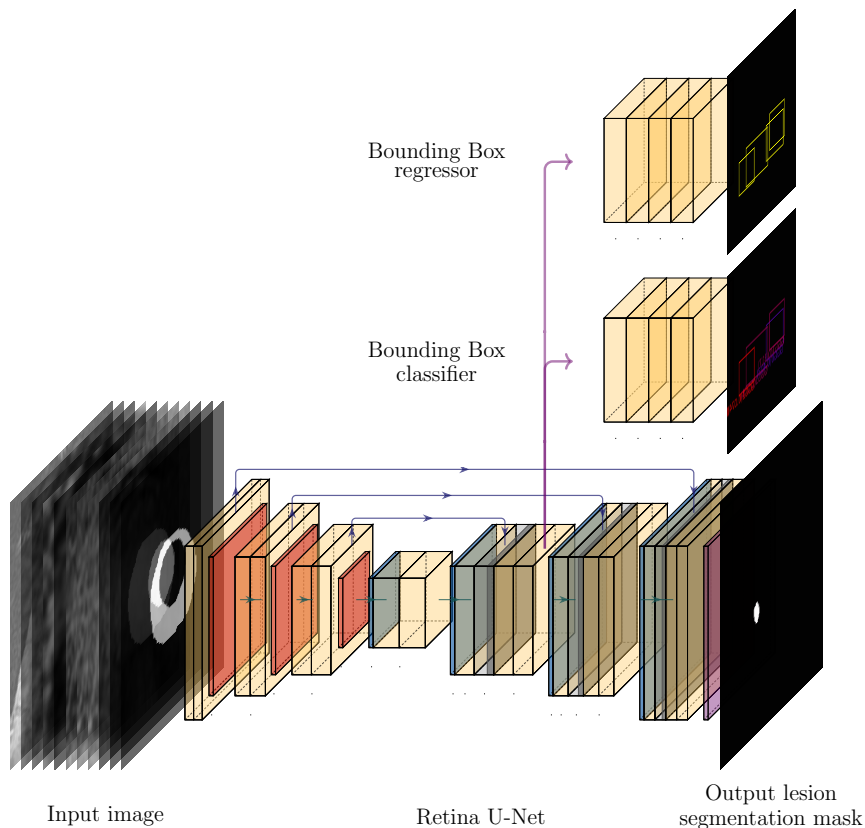 Bounding Box
regressor
Bounding Box
classifier
Input image
Retina U-Net
Output lesion
segmentation mask